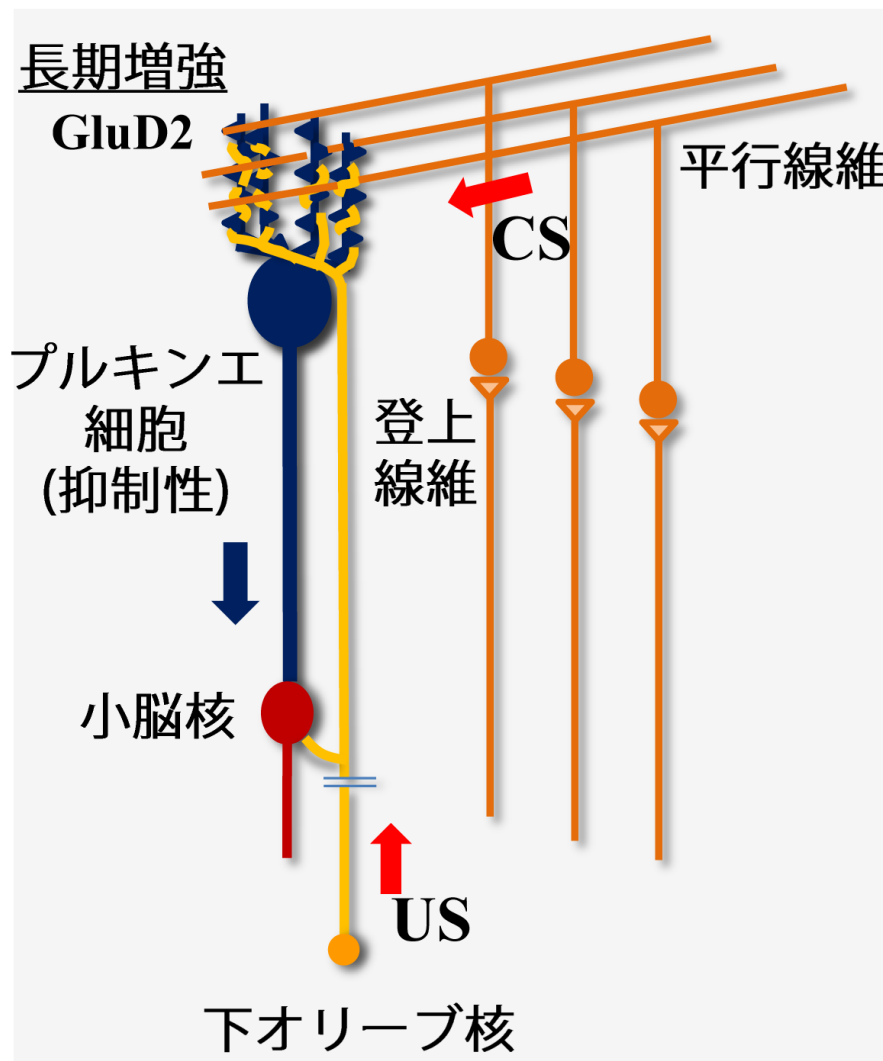 長期増強
GluD2
平行線維
CS
プルキンエ
細胞
(抑制性)
登上
線維
小脳核
US
下オリーブ核